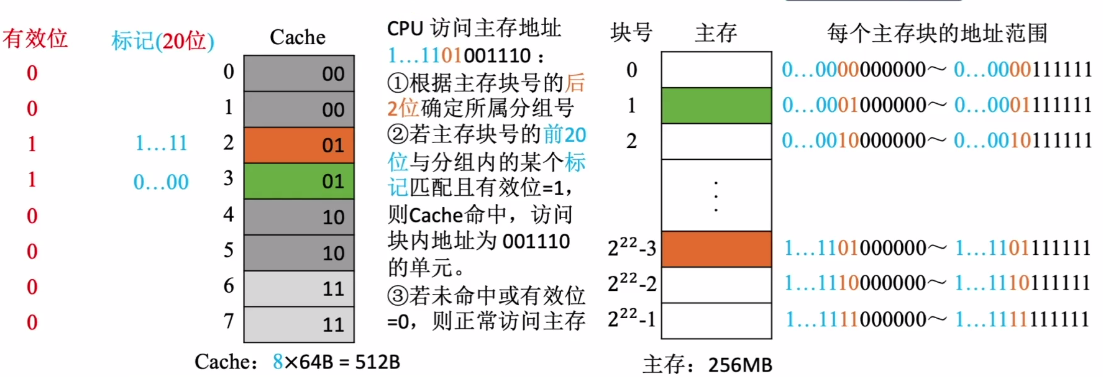 有效位 标记(20位) Cache
0 0 00
0 1 00
1 1…11 2 01
1 0…00 3 01
0 4 10
0 5 10
0 6 11
0 7 11
Cache：8×64B = 512B
CPU 访问主存地址
1…1101001110：
①根据主存块号的后
2位确定所属分组号
②若主存块号的前20
位与分组内的某个标
记匹配且有效位=1，
则Cache命中，访问
块内地址为 001110
的单元。
③若未命中或有效位
=0，则正常访问主存
块号 主存 每个主存块的地址范围
0 0…0000000000～ 0…0000111111
1 0…0001000000～ 0…0001111111
2 0…0010000000～ 0…0010111111
⋮
2²²-3 1…1101000000～ 1…1101111111
2²²-2 1…1110000000～ 1…1110111111
2²²-1 1…1111000000～ 1…1111111111
主存：256MB